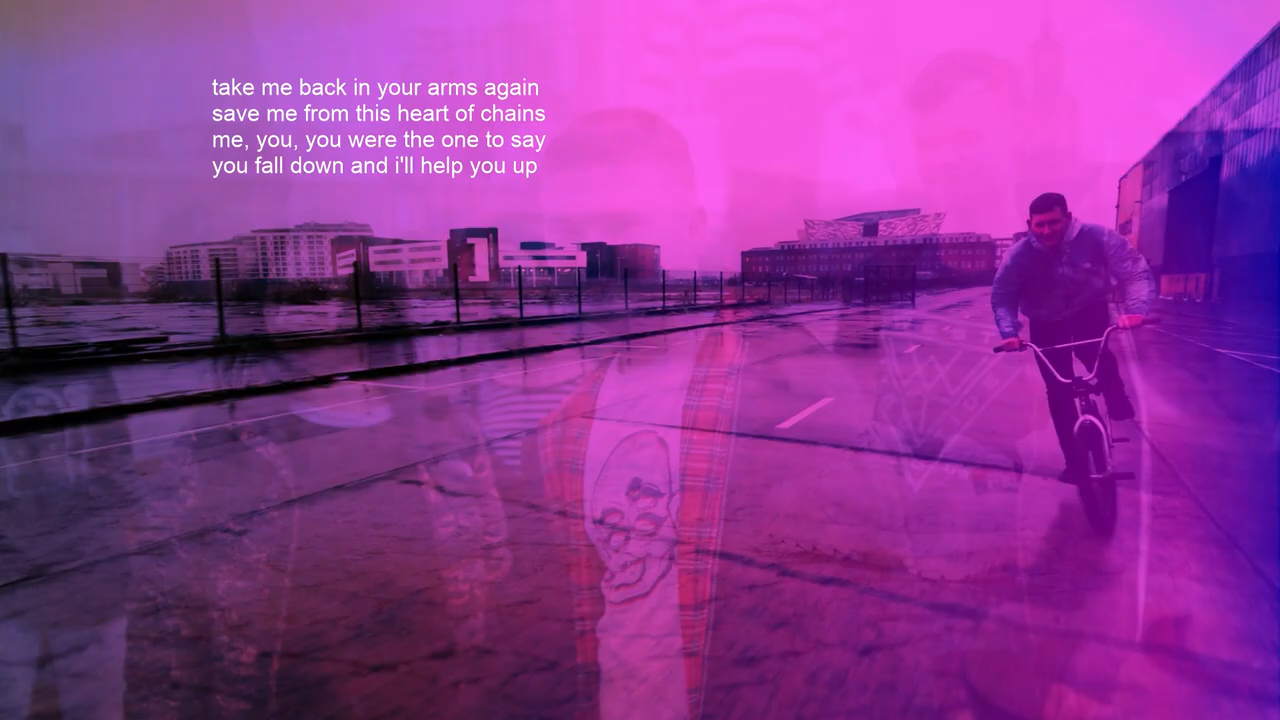 take me back in your arms again
save me from this heart of chains
me, you, you were the one to say
you fall down and i'll help you up